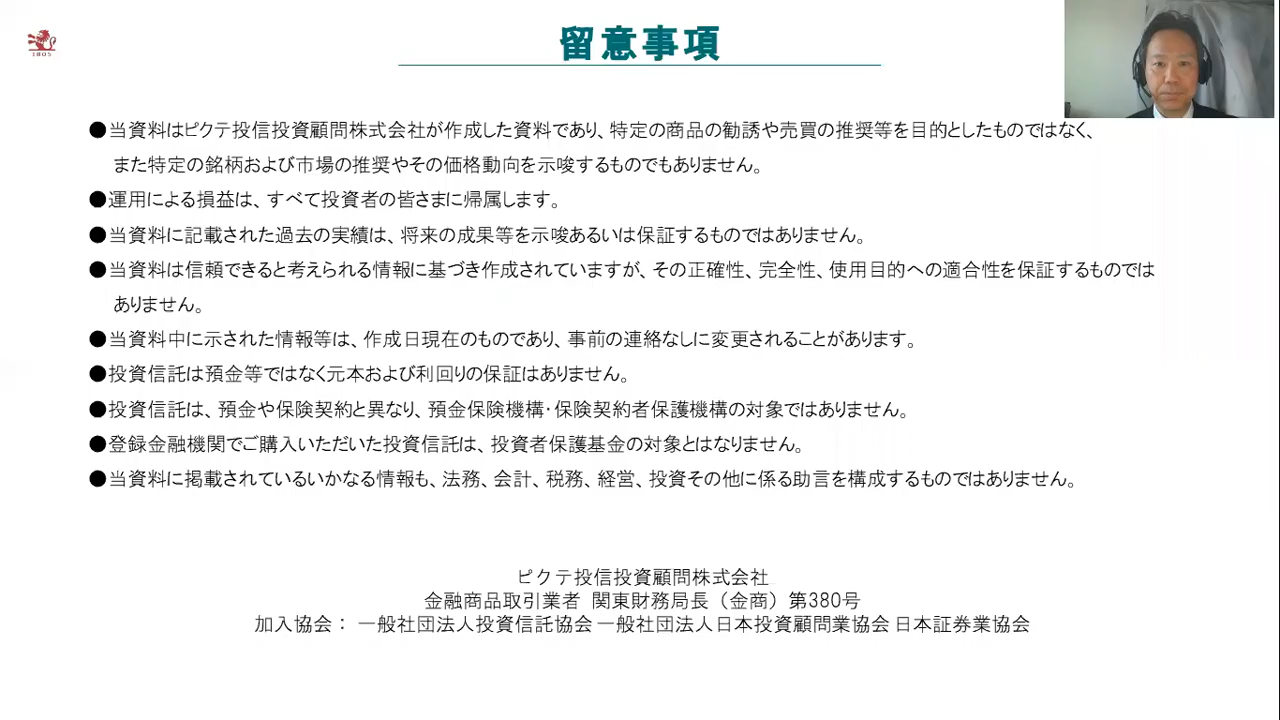 留意事項
1805
●当資料はピクテ投信投資顧問株式会社が作成した資料であり、特定の商品の勧誘や売買の推奨等を目的としたものではなく、
また特定の銘柄および市場の推奨やその価格動向を示唆するものでもありません。
●運用による損益は、すべて投資者の皆さまに帰属します。
●当資料に記載された過去の実績は、将来の成果等を示唆あるいは保証するものではありません。
●当資料は信頼できると考えられる情報に基づき作成されていますが、その正確性、完全性、使用目的への適合性を保証するものでは
ありません。
●当資料中に示された情報等は、作成日現在のものであり、事前の連絡なしに変更されることがあります。
●投資信託は預金等ではなく元本および利回りの保証はありません。
●投資信託は、預金や保険契約と異なり、預金保険機構･保険契約者保護機構の対象ではありません。
●登録金融機関でご購入いただいた投資信託は、投資者保護基金の対象とはなりません。
●当資料に掲載されているいかなる情報も、法務、会計、税務、経営、投資その他に係る助言を構成するものではありません。
ピクテ投信投資顧問株式会社
金融商品取引業者 関東財務局長（金商）第380号
加入協会： 一般社団法人投資信託協会 一般社団法人日本投資顧問業協会 日本証券業協会